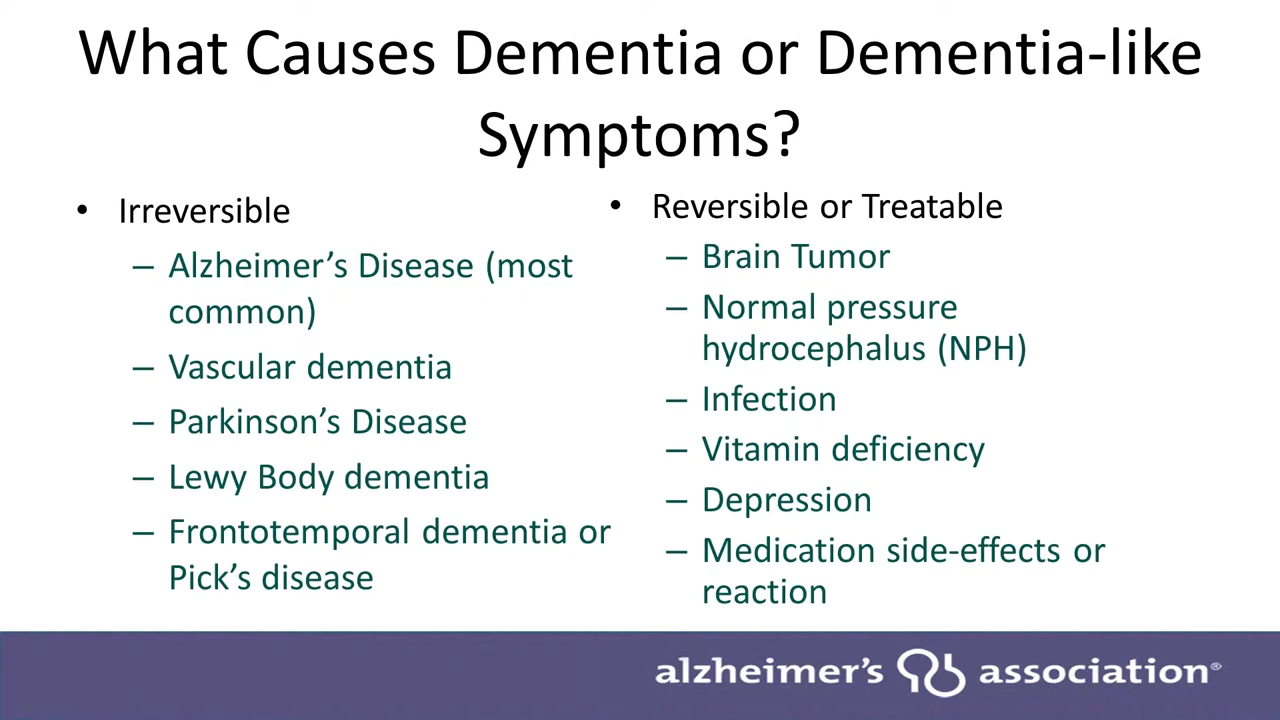 What Causes Dementia or Dementia-like
Symptoms?
• Irreversible
– Alzheimer’s Disease (most
common)
– Vascular dementia
– Parkinson’s Disease
– Lewy Body dementia
– Frontotemporal dementia or
Pick’s disease
• Reversible or Treatable
– Brain Tumor
– Normal pressure
hydrocephalus (NPH)
– Infection
– Vitamin deficiency
– Depression
– Medication side-effects or
reaction
alzheimer’s association®